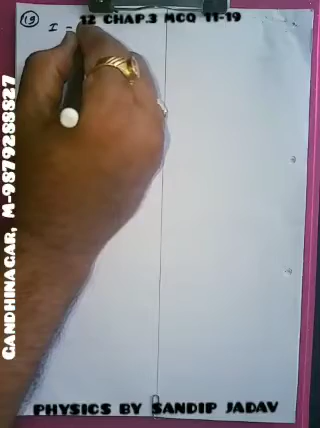 12 CHAP.3 MCQ 11-19
(19) I =
GANDHINAGAR, M-9879288827
PHYSICS BY SANDIP JADAV